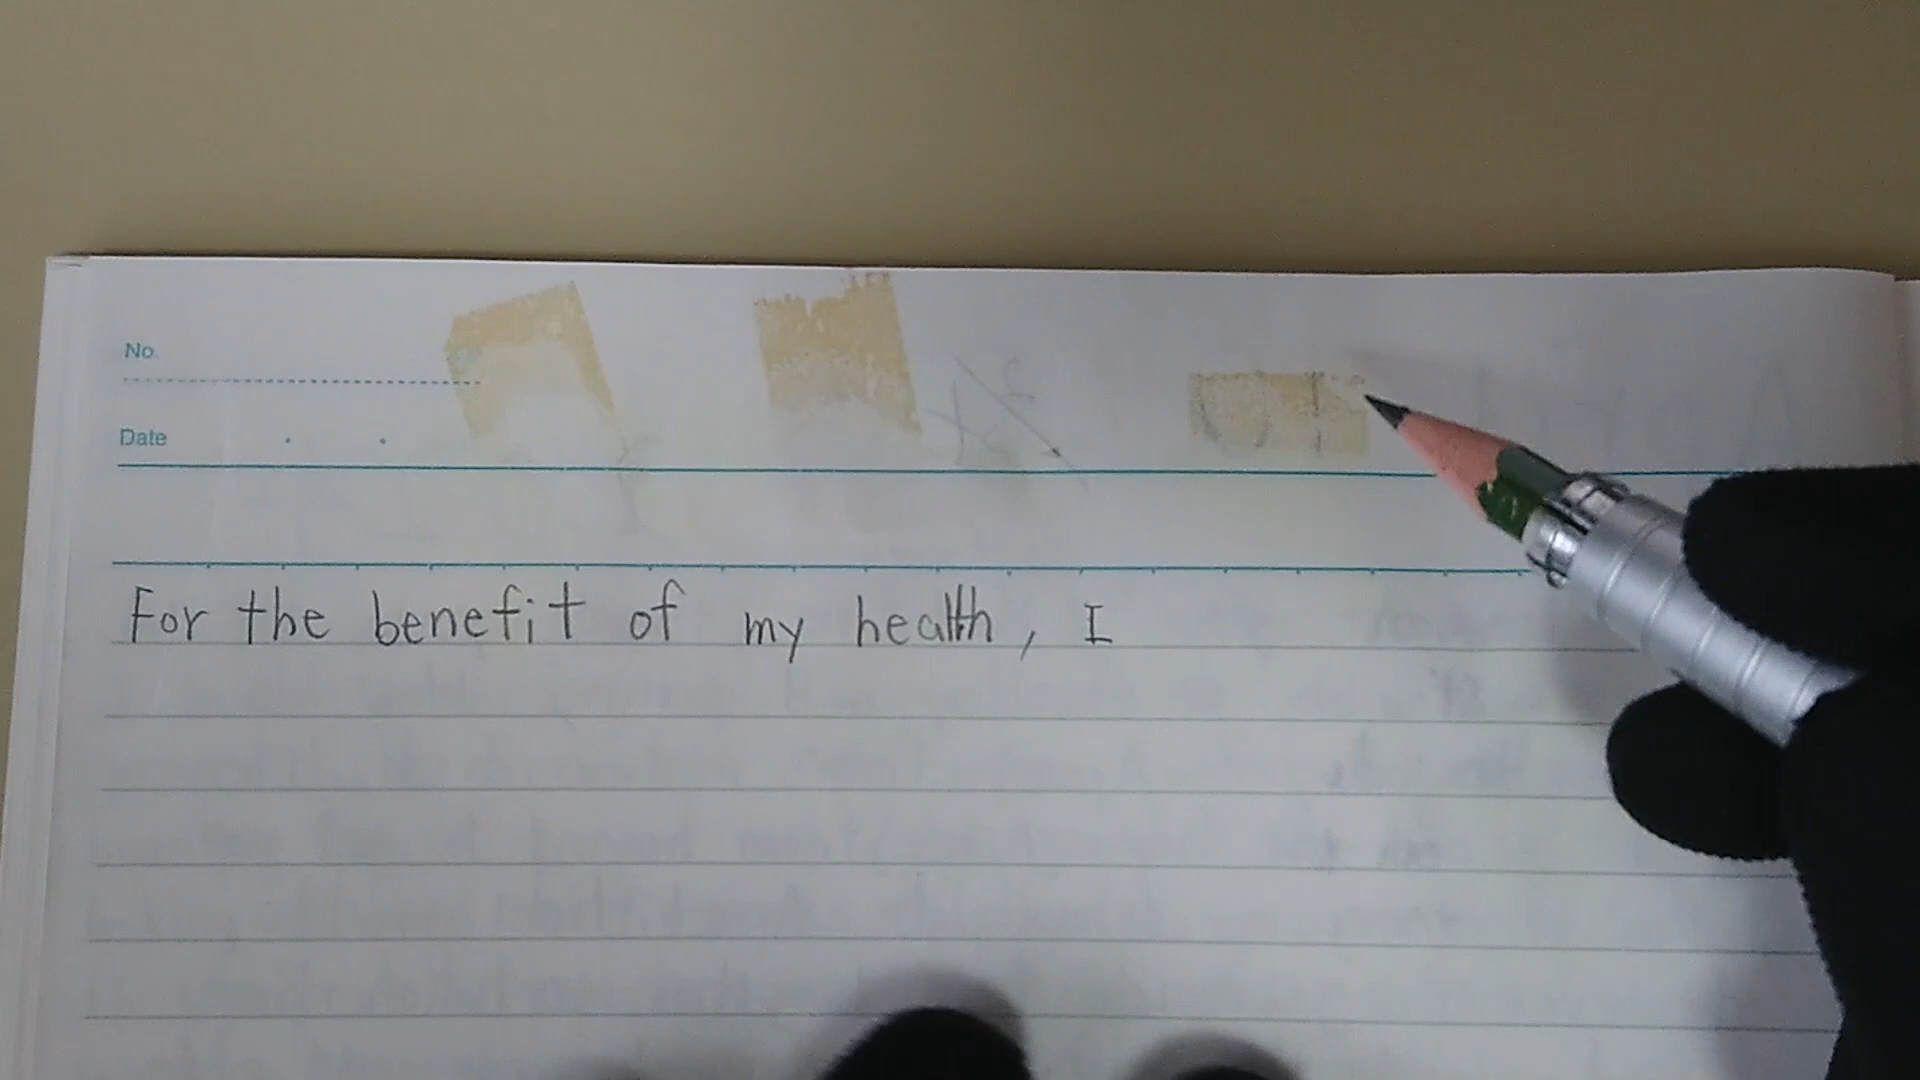 No.
Date
For the benefit of my health, I